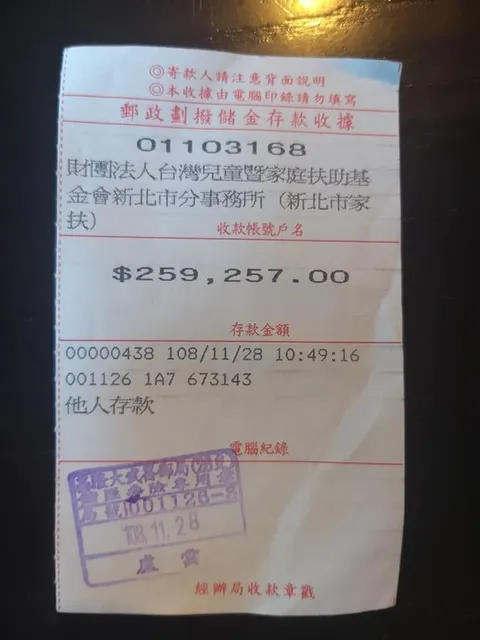 ◎寄款人請注意背面說明
◎本收據由電腦印錄請勿填寫
郵政劃撥儲金存款收據
01103168
財團法人台灣兒童暨家庭扶助基
金會新北市分事務所（新北市家
扶）
收款帳號戶名
$259,257.00
存款金額
00000438 108/11/28 10:49:16
001126 1A7 673143
他人存款
電腦紀錄
001126-8
108.11.28
經辦局收款章戳